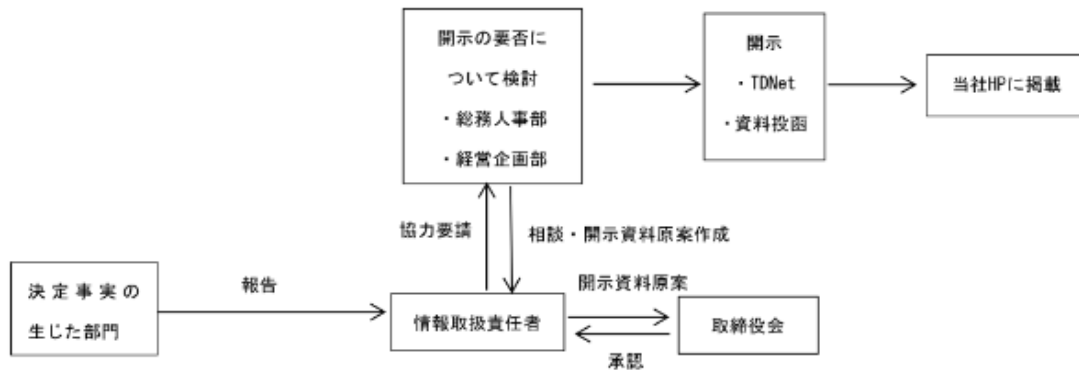 開示の要否に
ついて検討
・総務人事部
・経営企画部
開示
・TDNet
・資料投函
当社HPに掲載
協力要請
相談・開示資料原案作成
決定事実の
生じた部門
報告
情報取扱責任者
開示資料原案
承認
取締役会